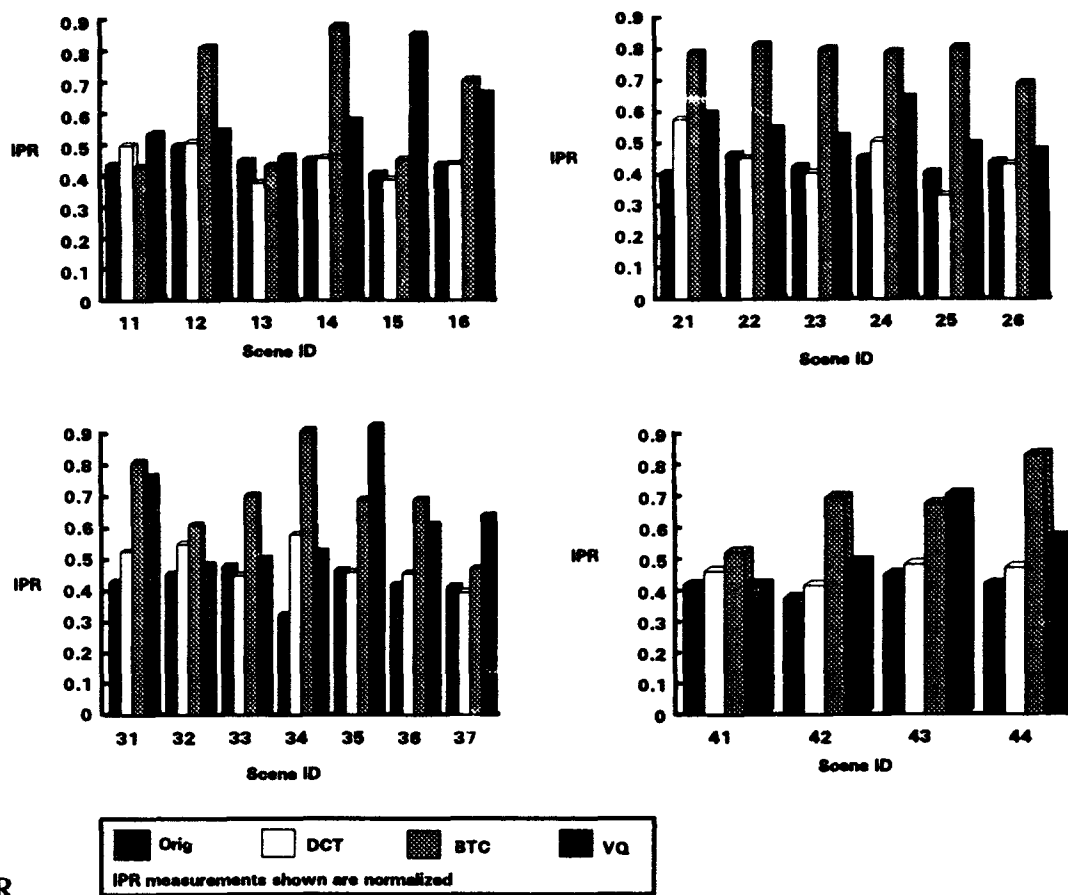 0.9
0.8
0.7
0.6
IPR 0.5
0.4
0.3
0.2
0.1
0
11 12 13 14 15 16
Scene ID
0.9
0.8
0.7
0.6
IPR 0.5
0.4
0.3
0.2
0.1
0
21 22 23 24 25 26
Scene ID
0.9
0.8
0.7
0.6
0.5
IPR 0.4
0.3
0.2
0.1
0
31 32 33 34 35 36 37
Scene ID
0.9
0.8
0.7
0.6
IPR 0.5
0.4
0.3
0.2
0.1
0
41 42 43 44
Scene ID
Orig DCT BTC VQ
IPR measurements shown are normalized
R